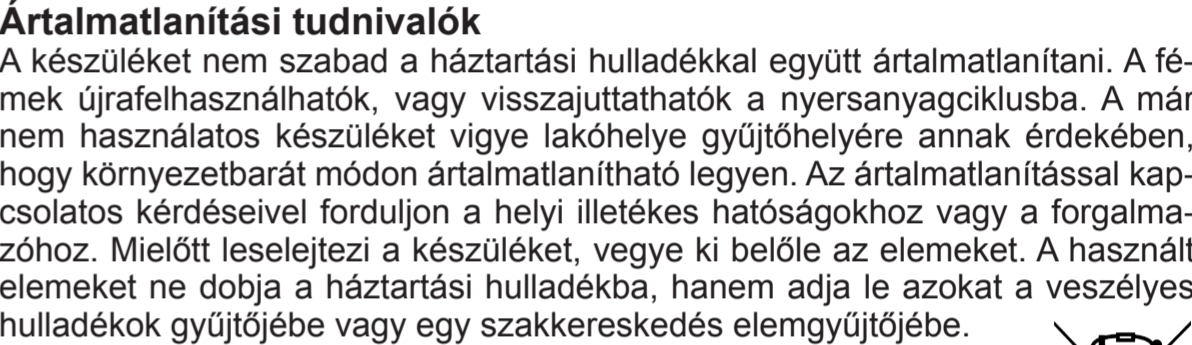 Ártalmatlanítási tudnivalók
A készüléket nem szabad a háztartási hulladékkal együtt ártalmatlanítani. A fé-
mek újrafelhasználhatók, vagy visszajuttathatók a nyersanyagciklusba. A már
nem használatos készüléket vigye lakóhelye gyűjtőhelyére annak érdekében,
hogy környezetbarát módon ártalmatlanítható legyen. Az ártalmatlanítással kap-
csolatos kérdéseivel forduljon a helyi illetékes hatóságokhoz vagy a forgalma-
zóhoz. Mielőtt leselejtezi a készüléket, vegye ki belőle az elemeket. A használt
elemeket ne dobja a háztartási hulladékba, hanem adja le azokat a veszélyes
hulladékok gyűjtőjébe vagy egy szakkereskedés elemgyűjtőjébe.